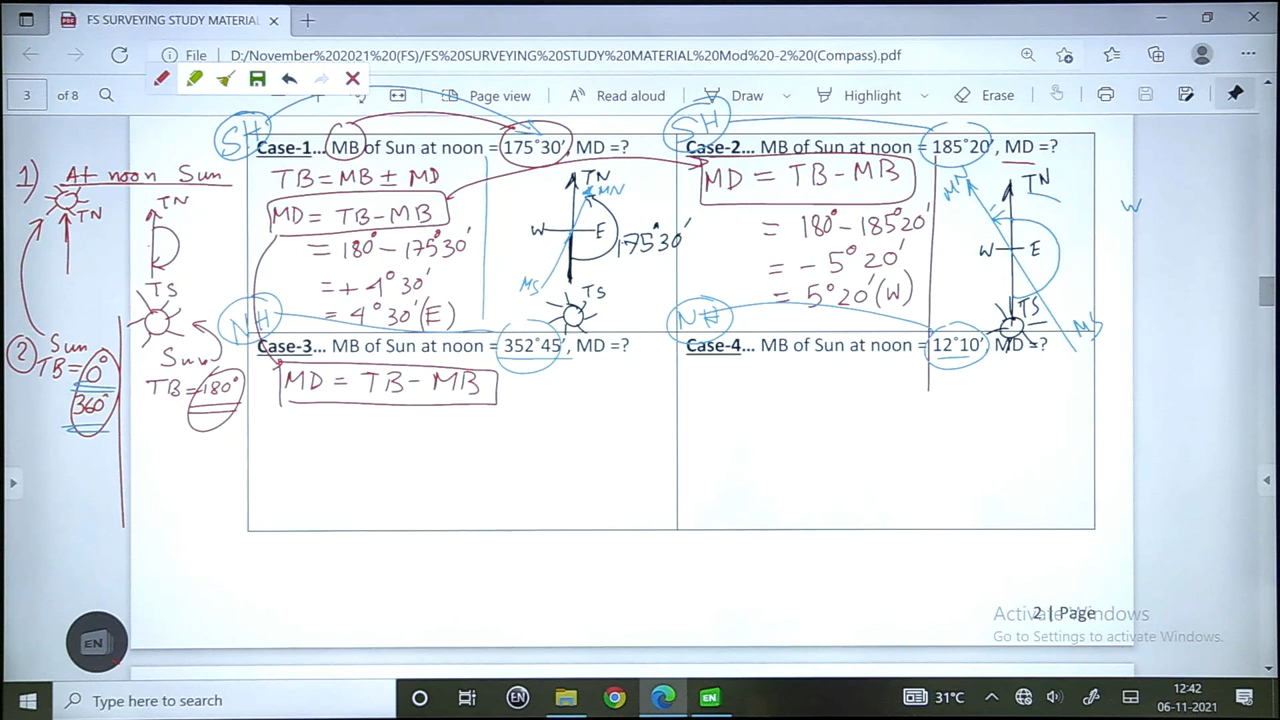 FS SURVEYING STUDY MATERIAL
File
D:/November%202021%20(FS)/FS%20SURVEYING%20STUDY%20MATERIAL%20Mod%20-2%20(Compass).pdf
3 of 8
Page view
Read aloud
Draw
Highlight
Erase
1) At noon Sun
TN
TN
TS
Sun
TB = 180°
2 Sun
TB = 0°
360°
SH
Case-1... MB of Sun at noon = 175°30′, MD =?
TB = MB ± MD
MD = TB - MB
= 180° - 175°30′
= + 4° 30′
= 4° 30′ (E)
TN
MN
W E
175°30′
MS
TS
SH
Case-2... MB of Sun at noon = 185°20′, MD =?
MD = TB - MB
= 180° - 185°20′
= - 5° 20′
= 5° 20′ (W)
MN TN
W
W E
TS
MS
NH
Case-3... MB of Sun at noon = 352°45′, MD =?
MD = TB - MB
NH
Case-4... MB of Sun at noon = 12°10′, MD =?
2 | Page
Activate Windows
Go to Settings to activate Windows.
EN
Type here to search
EN
EN
31°C
12:42
06-11-2021